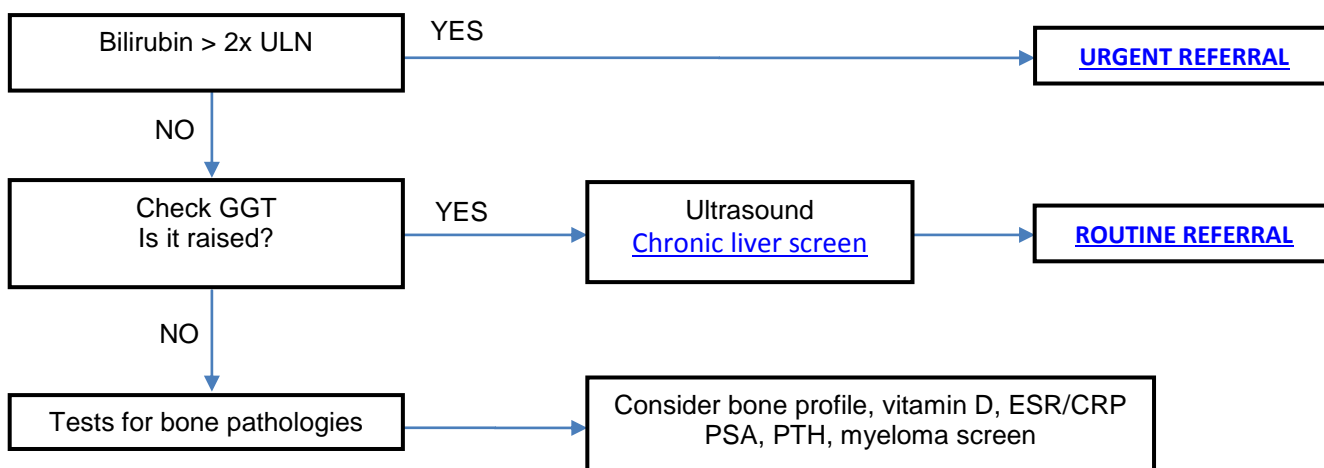 Bilirubin > 2x ULN
YES
URGENT REFERRAL
NO
Check GGT
Is it raised?
YES
Ultrasound
Chronic liver screen
ROUTINE REFERRAL
NO
Tests for bone pathologies
Consider bone profile, vitamin D, ESR/CRP
PSA, PTH, myeloma screen